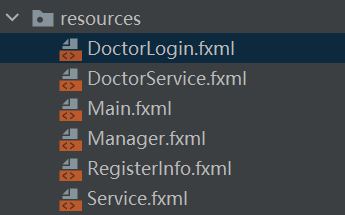 resources
DoctorLogin.fxml
DoctorService.fxml
Main.fxml
Manager.fxml
RegisterInfo.fxml
Service.fxml